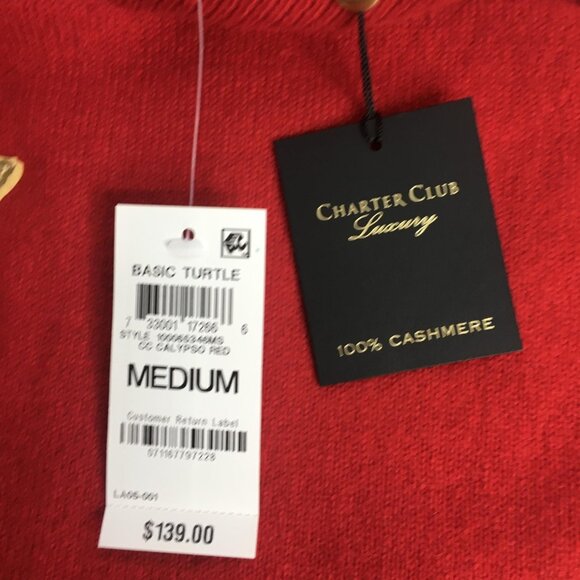 CHARTER CLUB
Luxury
100% CASHMERE
BASIC TURTLE
7 33001 17266 6
STYLE 100065346MS
CC CALYPSO RED
MEDIUM
Customer Return Label
071167797228
LA05-001
$139.00